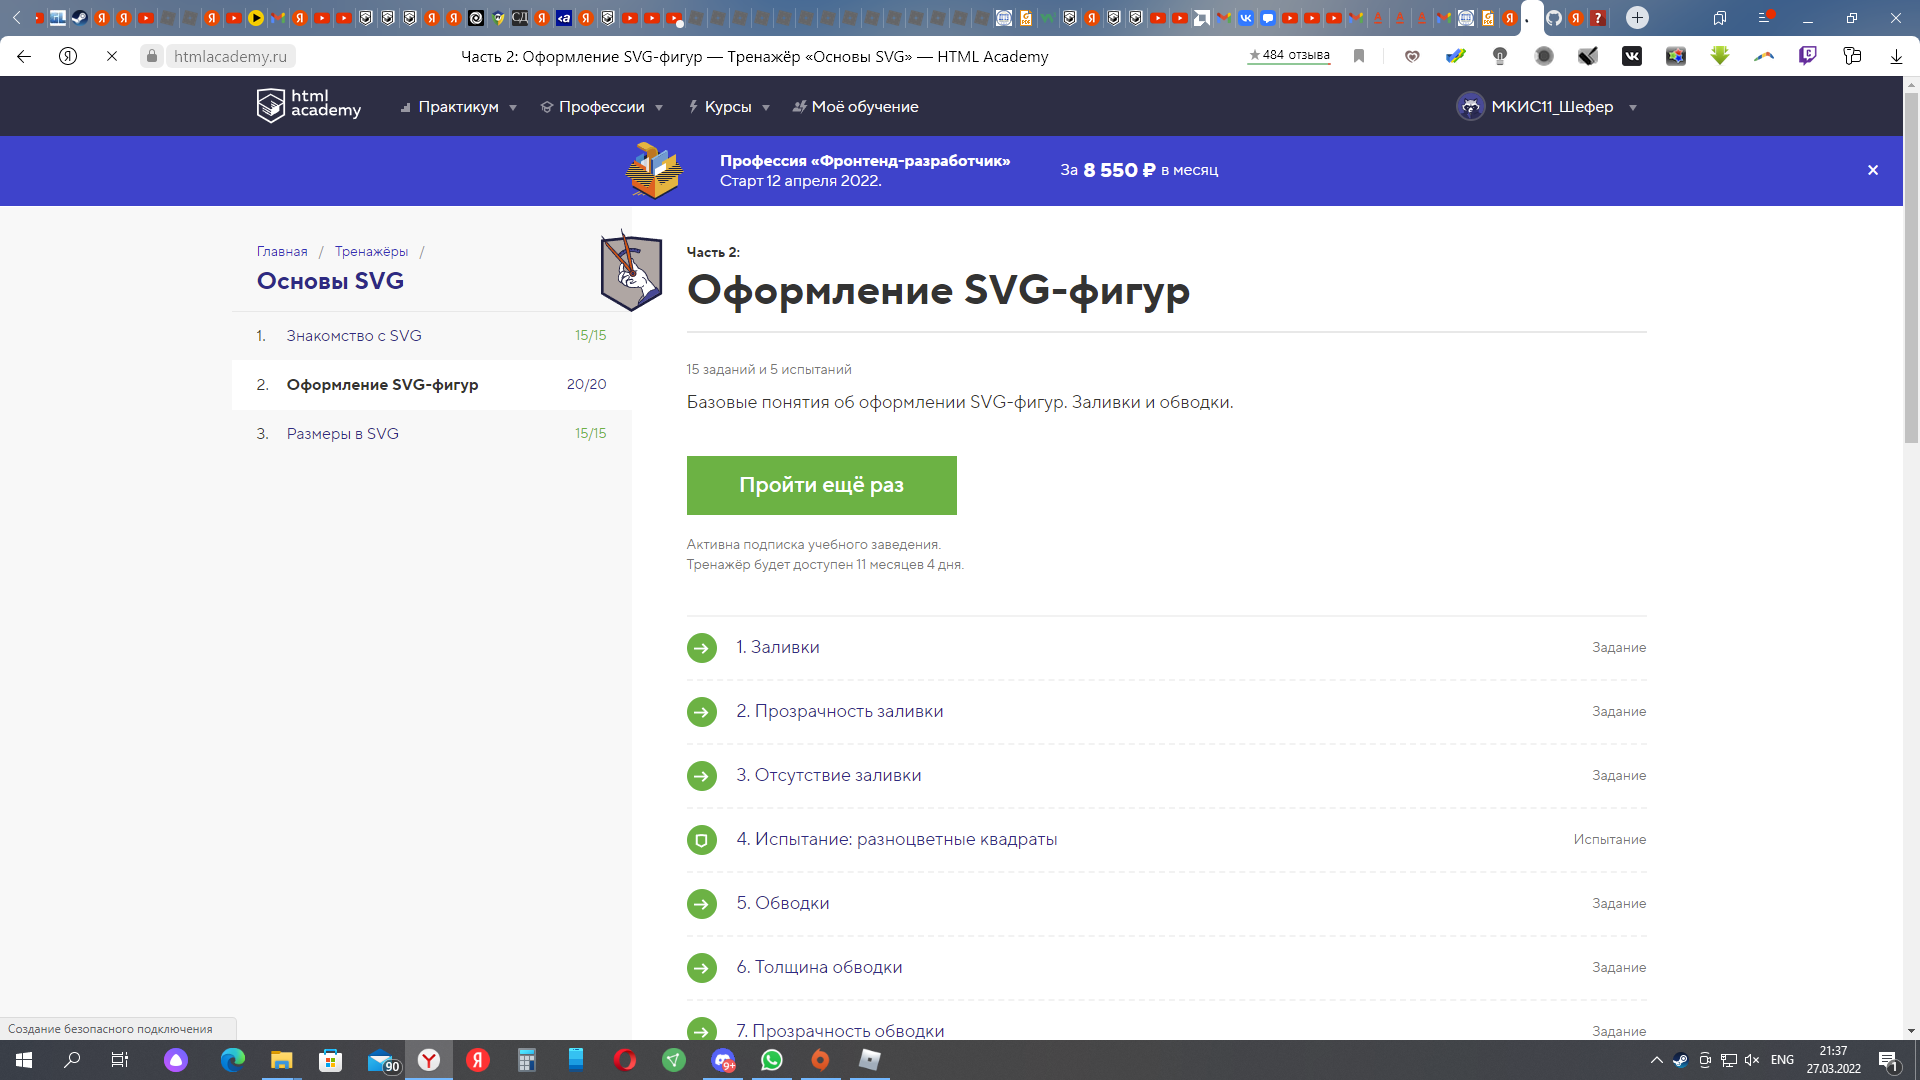 htmlacademy.ru
Часть 2: Оформление SVG-фигур — Тренажёр «Основы SVG» — HTML Academy
★ 484 отзыва
html academy
Практикум
Профессии
Курсы
Моё обучение
МКИС11_Шефер
Профессия «Фронтенд-разработчик»
Старт 12 апреля 2022.
За 8 550 ₽ в месяц
Главная / Тренажёры /
Основы SVG
1. Знакомство с SVG 15/15
2. Оформление SVG-фигур 20/20
3. Размеры в SVG 15/15
Часть 2:
Оформление SVG-фигур
15 заданий и 5 испытаний
Базовые понятия об оформлении SVG-фигур. Заливки и обводки.
Пройти ещё раз
Активна подписка учебного заведения.
Тренажёр будет доступен 11 месяцев 4 дня.
1. Заливки Задание
2. Прозрачность заливки Задание
3. Отсутствие заливки Задание
4. Испытание: разноцветные квадраты Испытание
5. Обводки Задание
6. Толщина обводки Задание
7. Прозрачность обводки Задание
Создание безопасного подключения
90
9+
ENG
21:37
27.03.2022
1